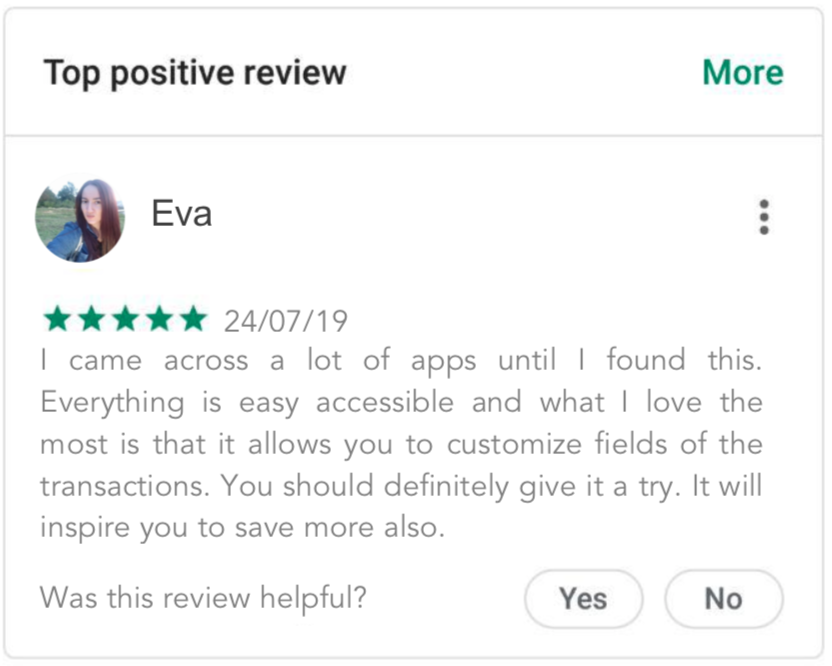 Top positive review
More
Eva
24/07/19
I came across a lot of apps until I found this.
Everything is easy accessible and what I love the
most is that it allows you to customize fields of the
transactions. You should definitely give it a try. It will
inspire you to save more also.
Was this review helpful?
Yes
No